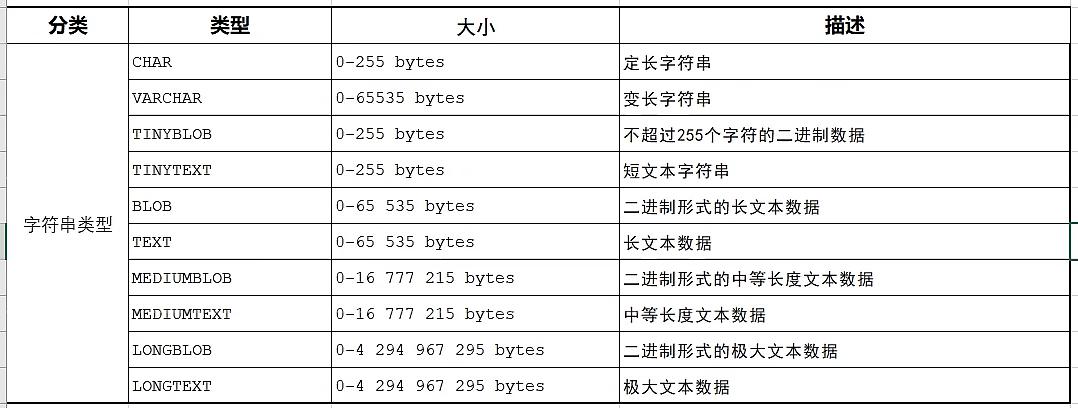 分类 类型 大小 描述
CHAR 0-255 bytes 定长字符串
VARCHAR 0-65535 bytes 变长字符串
TINYBLOB 0-255 bytes 不超过255个字符的二进制数据
TINYTEXT 0-255 bytes 短文本字符串
BLOB 0-65 535 bytes 二进制形式的长文本数据
字符串类型
TEXT 0-65 535 bytes 长文本数据
MEDIUMBLOB 0-16 777 215 bytes 二进制形式的中等长度文本数据
MEDIUMTEXT 0-16 777 215 bytes 中等长度文本数据
LONGBLOB 0-4 294 967 295 bytes 二进制形式的极大文本数据
LONGTEXT 0-4 294 967 295 bytes 极大文本数据